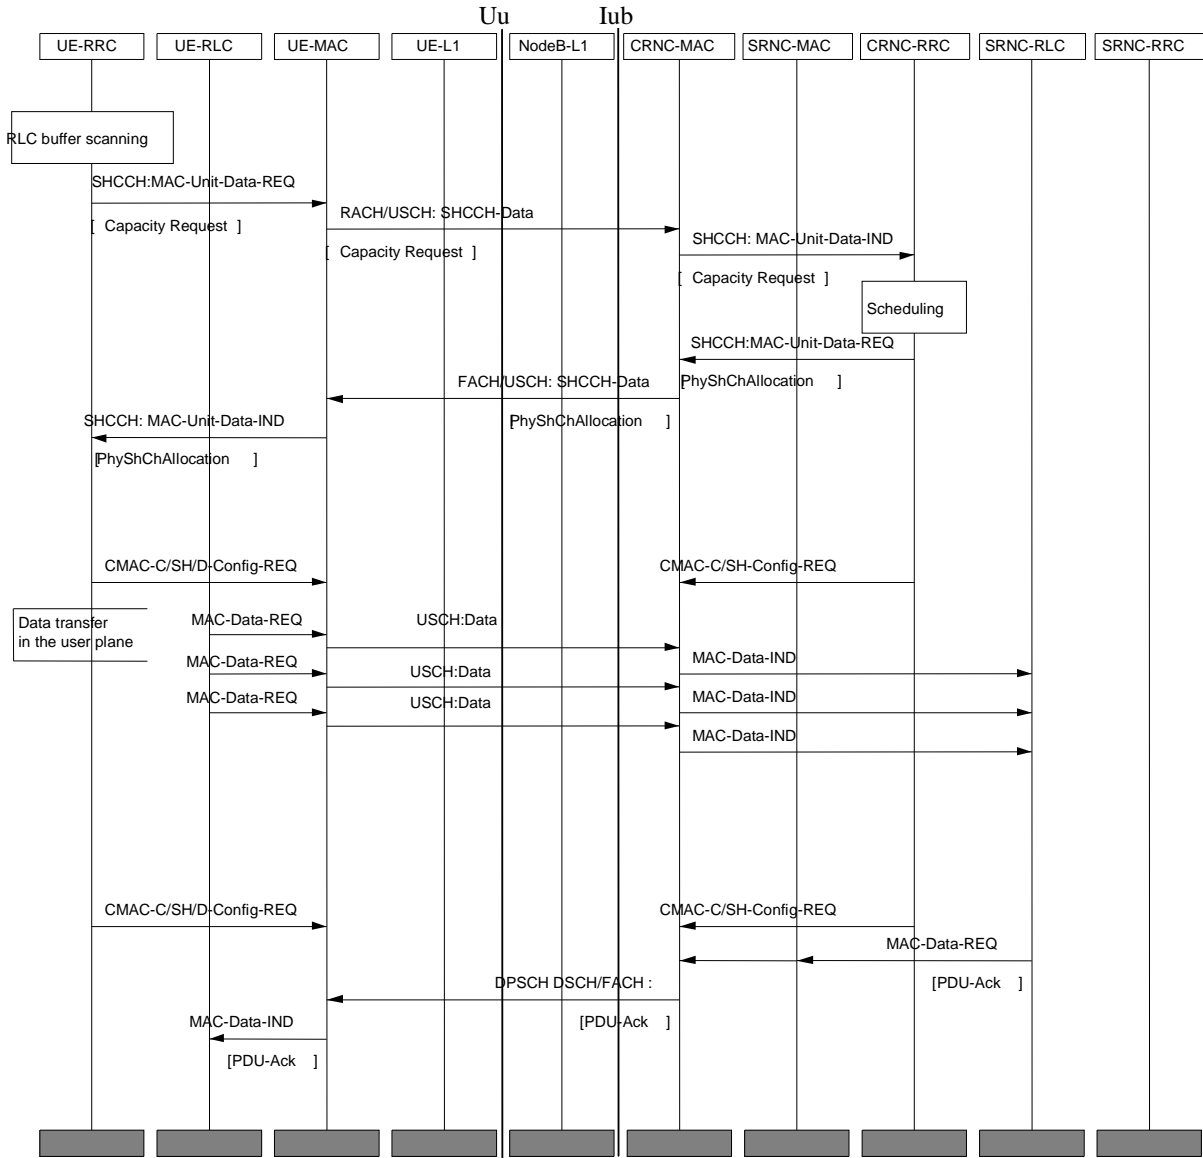 Uu Iub
UE-RRC UE-RLC UE-MAC UE-L1 NodeB-L1 CRNC-MAC SRNC-MAC CRNC-RRC SRNC-RLC SRNC-RRC
RLC buffer scanning
SHCCH:MAC-Unit-Data-REQ
[ Capacity Request ]
RACH/USCH: SHCCH-Data
[ Capacity Request ]
SHCCH: MAC-Unit-Data-IND
[ Capacity Request ]
Scheduling
SHCCH:MAC-Unit-Data-REQ
[PhyShChAllocation ]
FACH/USCH: SHCCH-Data
[PhyShChAllocation ]
SHCCH: MAC-Unit-Data-IND
[PhyShChAllocation ]
CMAC-C/SH/D-Config-REQ CMAC-C/SH-Config-REQ
Data transfer
in the user plane
MAC-Data-REQ USCH:Data
MAC-Data-IND
MAC-Data-REQ USCH:Data
MAC-Data-IND
MAC-Data-REQ USCH:Data
MAC-Data-IND
CMAC-C/SH/D-Config-REQ CMAC-C/SH-Config-REQ
MAC-Data-REQ
[PDU-Ack ]
DPSCH DSCH/FACH :
[PDU-Ack ]
MAC-Data-IND
[PDU-Ack ]